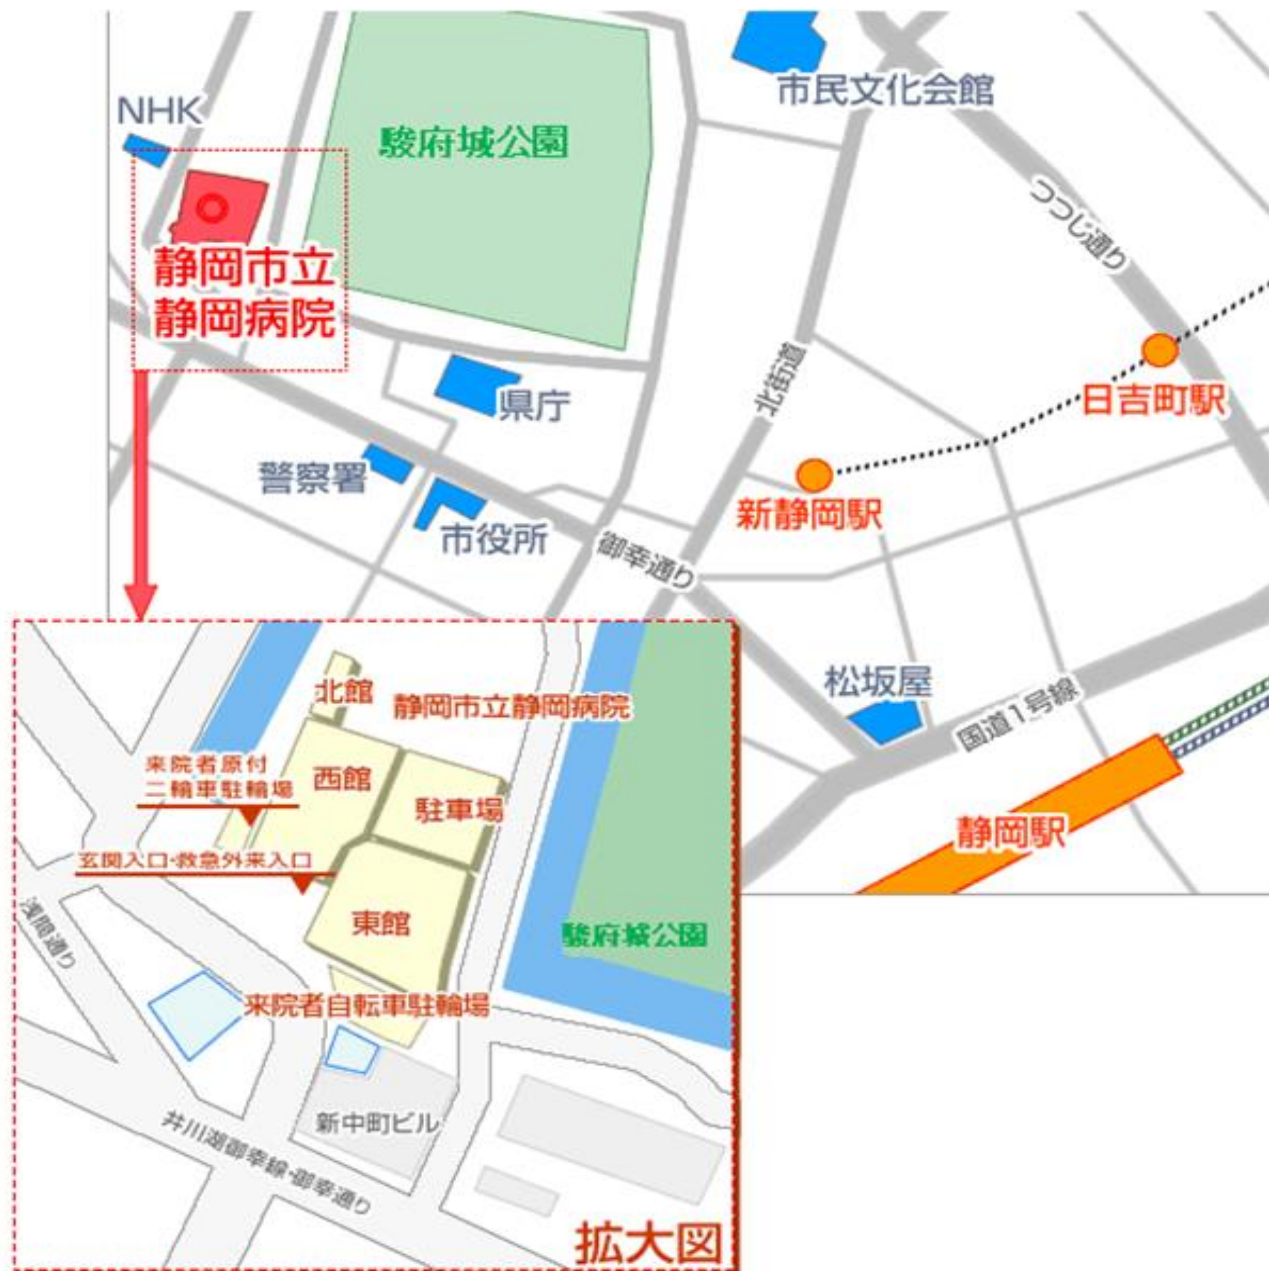 市民文化会館
NHK
駿府城公園
つつじ通り
静岡市立
静岡病院
北街道
日吉町駅
県庁
警察署
新静岡駅
市役所
御幸通り
松坂屋
国道1号線
静岡駅
北館
静岡市立静岡病院
来院者原付
二輪車駐輪場
西館
駐車場
玄関入口・救急外来入口
東館
浅間通り
駿府城公園
来院者自転車駐輪場
新中町ビル
井川湖御幸線・御幸通り
拡大図